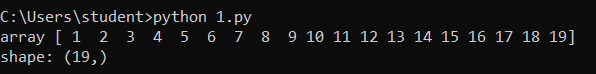 C:\Users\student>python 1.py
array [ 1  2  3  4  5  6  7  8  9 10 11 12 13 14 15 16 17 18 19]
shape: (19,)